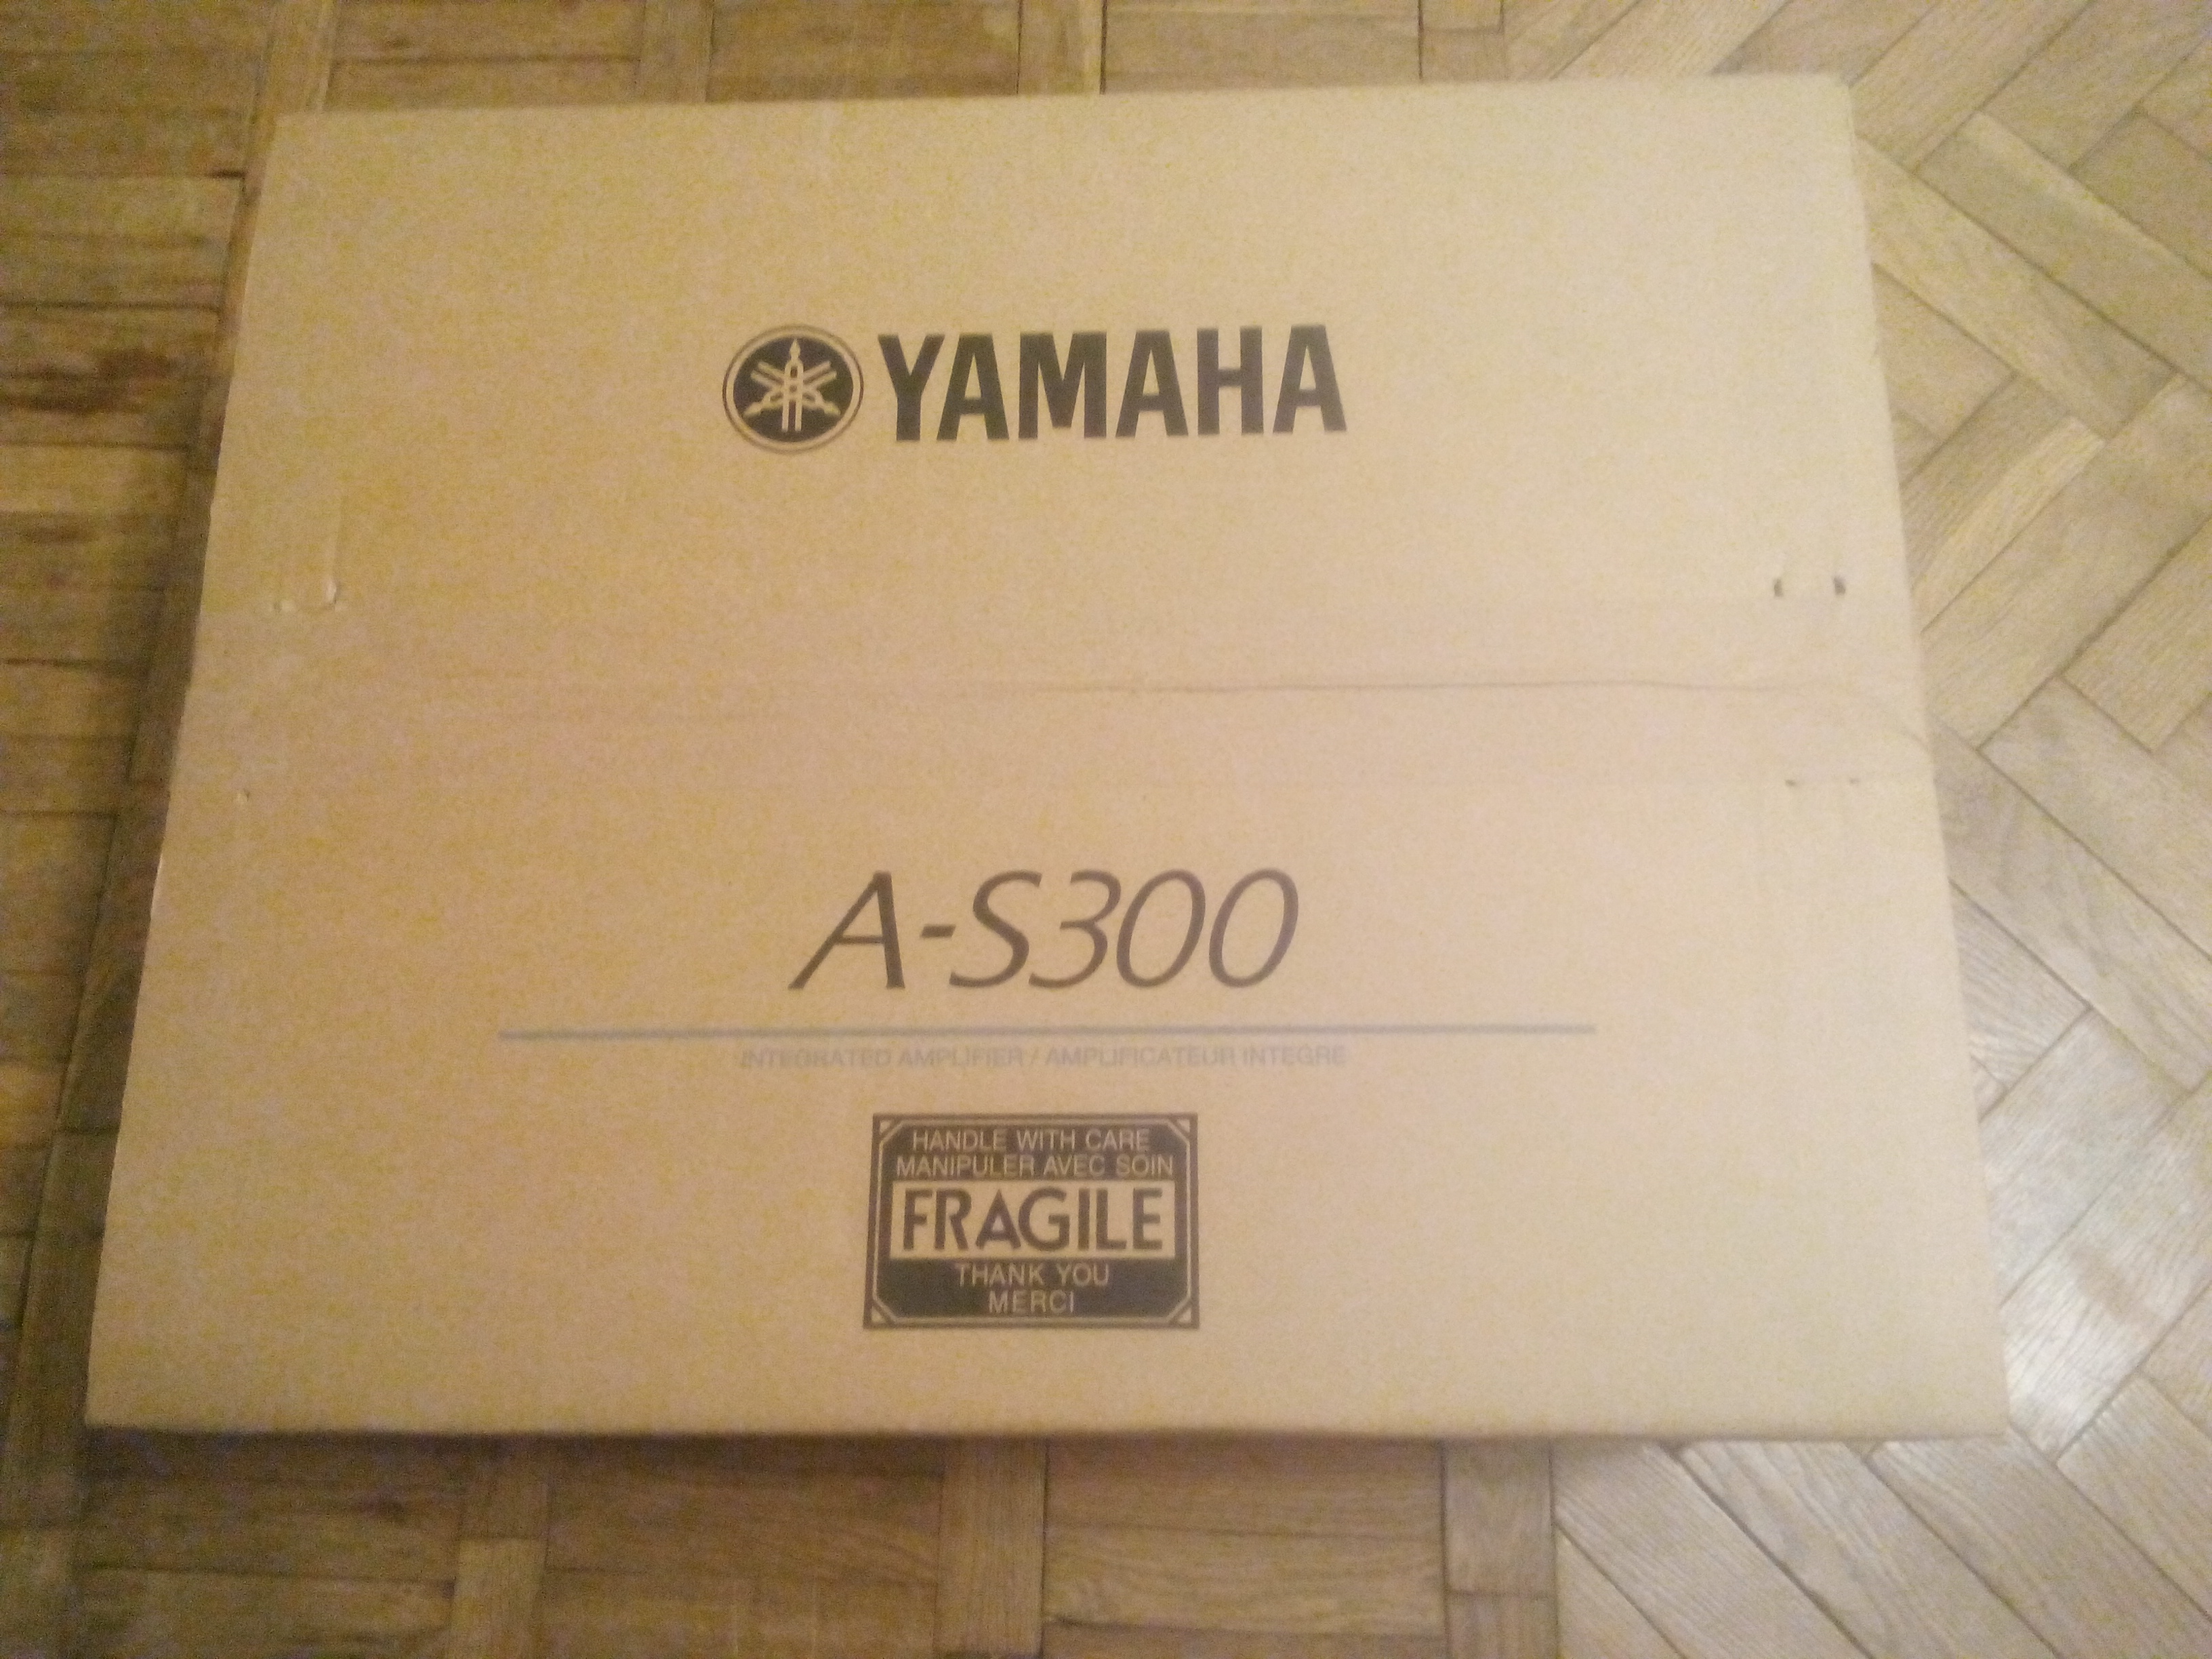 YAMAHA
A-S300
INTEGRATED AMPLIFIER / AMPLIFICATEUR INTEGRE
HANDLE WITH CARE
MANIPULER AVEC SOIN
FRAGILE
THANK YOU
MERCI